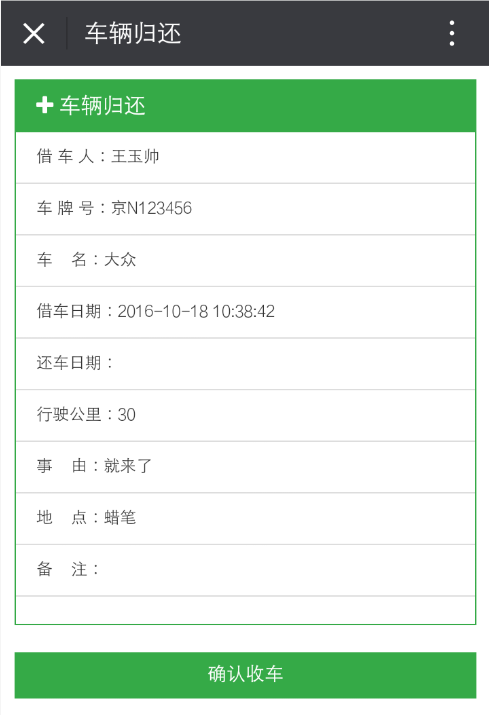 车辆归还
车辆归还
借 车 人：王玉帅
车 牌 号：京N123456
车 名：大众
借车日期：2016-10-18 10:38:42
还车日期：
行驶公里：30
事 由：就来了
地 点：蜡笔
备 注：
确认收车